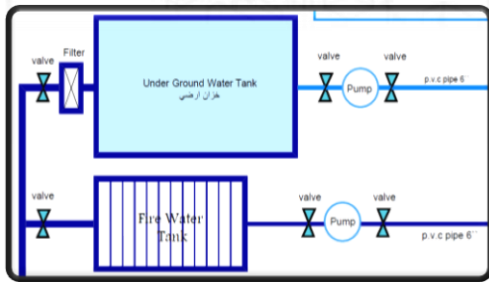 valve
Filter
Under Ground Water Tank
خزان ارضي
valve
valve
Pump
p.v.c pipe 6``
valve
Fire Water
Tank
valve
valve
Pump
p.v.c pipe 6``